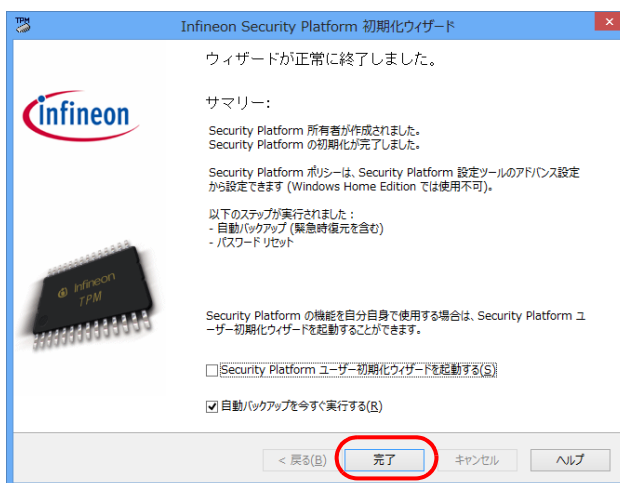 TPM
Infineon Security Platform 初期化ウィザード
ウィザードが正常に終了しました。
infineon
サマリー:
Security Platform 所有者が作成されました。
Security Platform の初期化が完了しました。
Security Platform ポリシーは、Security Platform 設定ツールのアドバンス設定
から設定できます (Windows Home Edition では使用不可)。
以下のステップが実行されました :
- 自動バックアップ (緊急時復元を含む)
- パスワード リセット
infineon
TPM
Security Platform の機能を自分自身で使用する場合は、Security Platform ユ
ーザー初期化ウィザードを起動することができます。
Security Platform ユーザー初期化ウィザードを起動する(S)
自動バックアップを今すぐ実行する(R)
< 戻る(B) 完了 キャンセル ヘルプ